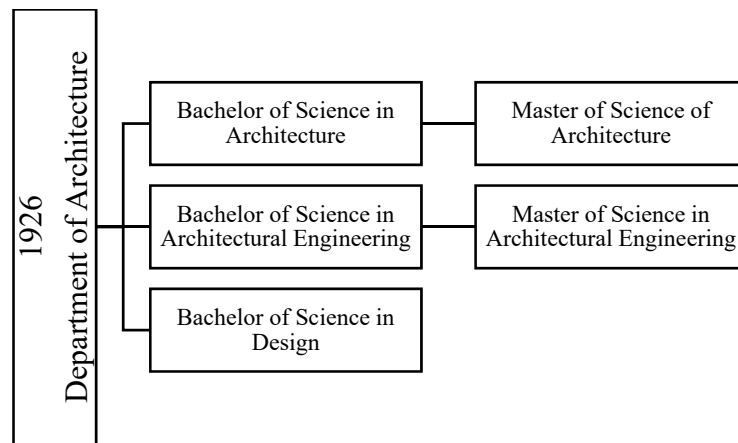 1926
Department of Architecture
Bachelor of Science in
Architecture
Master of Science of
Architecture
Bachelor of Science in
Architectural Engineering
Master of Science in
Architectural Engineering
Bachelor of Science in
Design